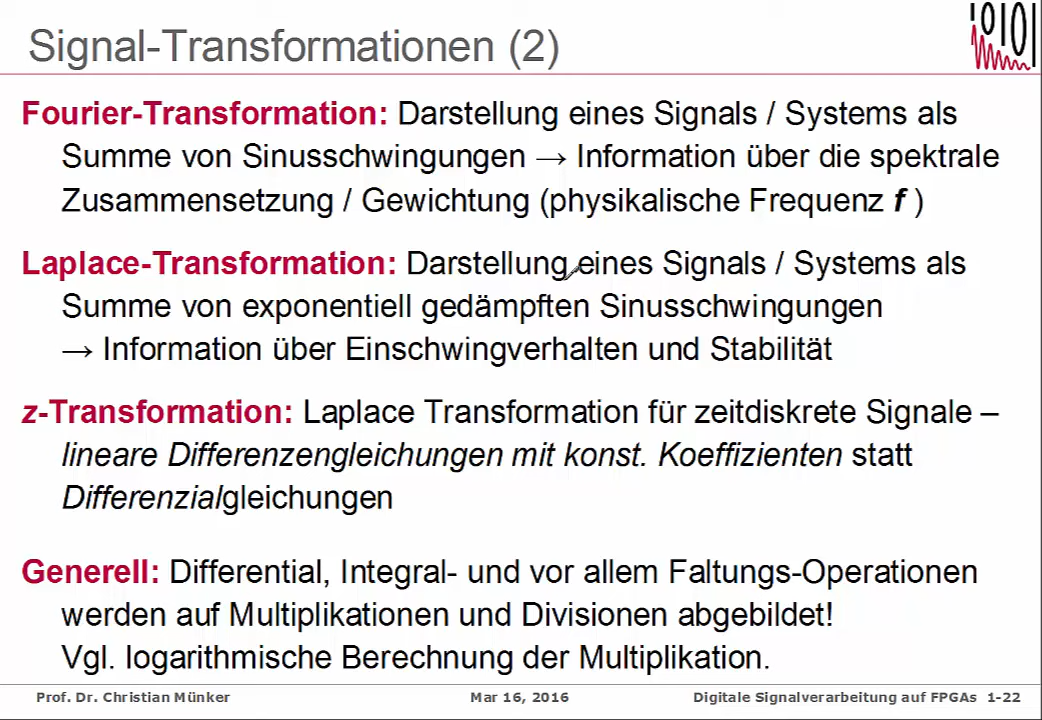 Signal-Transformationen (2)
Fourier-Transformation: Darstellung eines Signals / Systems als
Summe von Sinusschwingungen → Information über die spektrale
Zusammensetzung / Gewichtung (physikalische Frequenz f )
Laplace-Transformation: Darstellung eines Signals / Systems als
Summe von exponentiell gedämpften Sinusschwingungen
→ Information über Einschwingverhalten und Stabilität
z-Transformation: Laplace Transformation für zeitdiskrete Signale –
lineare Differenzengleichungen mit konst. Koeffizienten statt
Differenzialgleichungen
Generell: Differential, Integral- und vor allem Faltungs-Operationen
werden auf Multiplikationen und Divisionen abgebildet!
Vgl. logarithmische Berechnung der Multiplikation.
Prof. Dr. Christian Münker Mar 16, 2016 Digitale Signalverarbeitung auf FPGAs 1-22